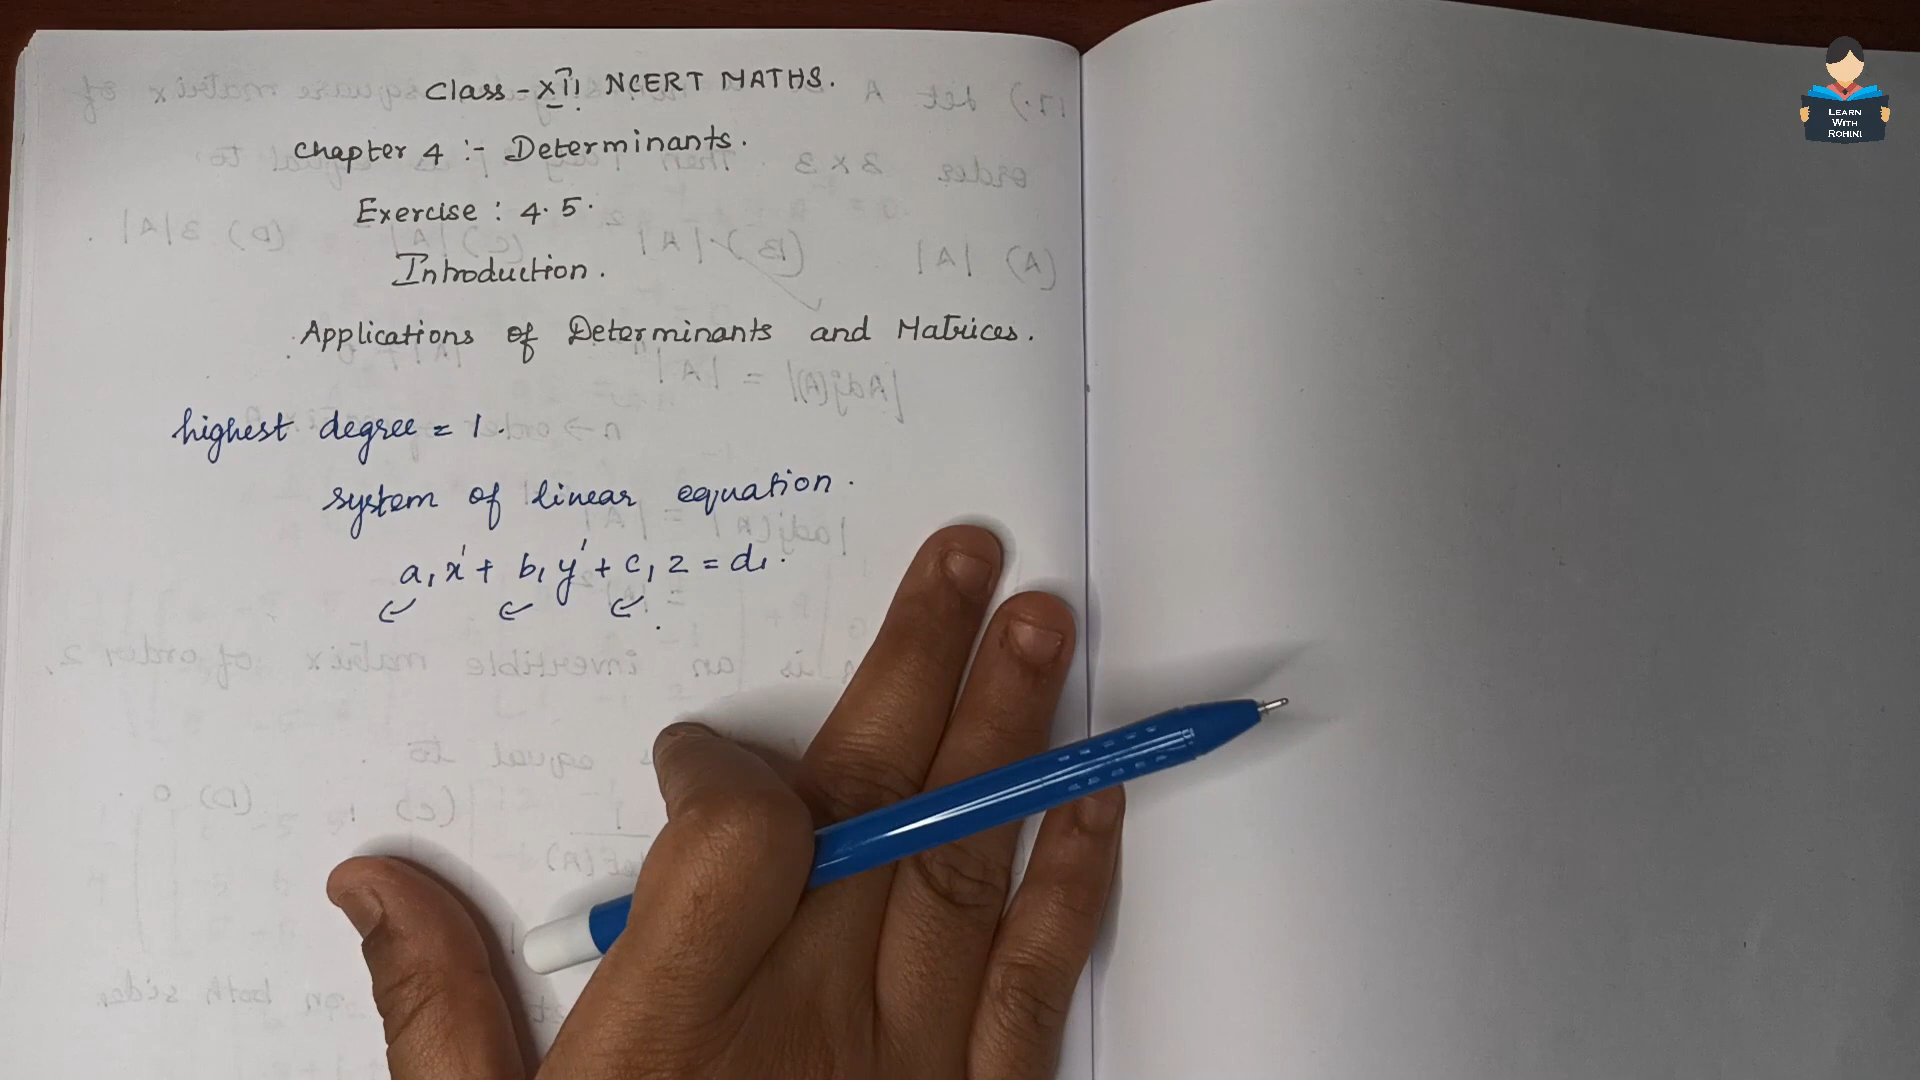 Class - XII NCERT MATHS.
Chapter 4 :- Determinants.
Exercise : 4.5.
Introduction.
Applications of Determinants and Matrices.
highest degree = 1.
system of linear equation.
a₁x¹ + b₁y¹ + c₁z = d₁.
LEARN
WITH
ROHINI